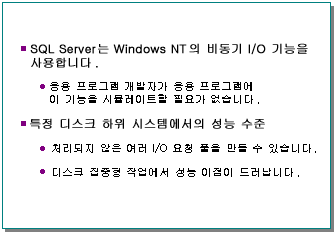 SQL Server는 Windows NT의 비동기 I/O 기능을
사용합니다.
응용 프로그램 개발자가 응용 프로그램에
이 기능을 시뮬레이트할 필요가 없습니다.
특정 디스크 하위 시스템에서의 성능 수준
처리되지 않은 여러 I/O 요청 풀을 만들 수 있습니다.
디스크 집중형 작업에서 성능 이점이 드러납니다.